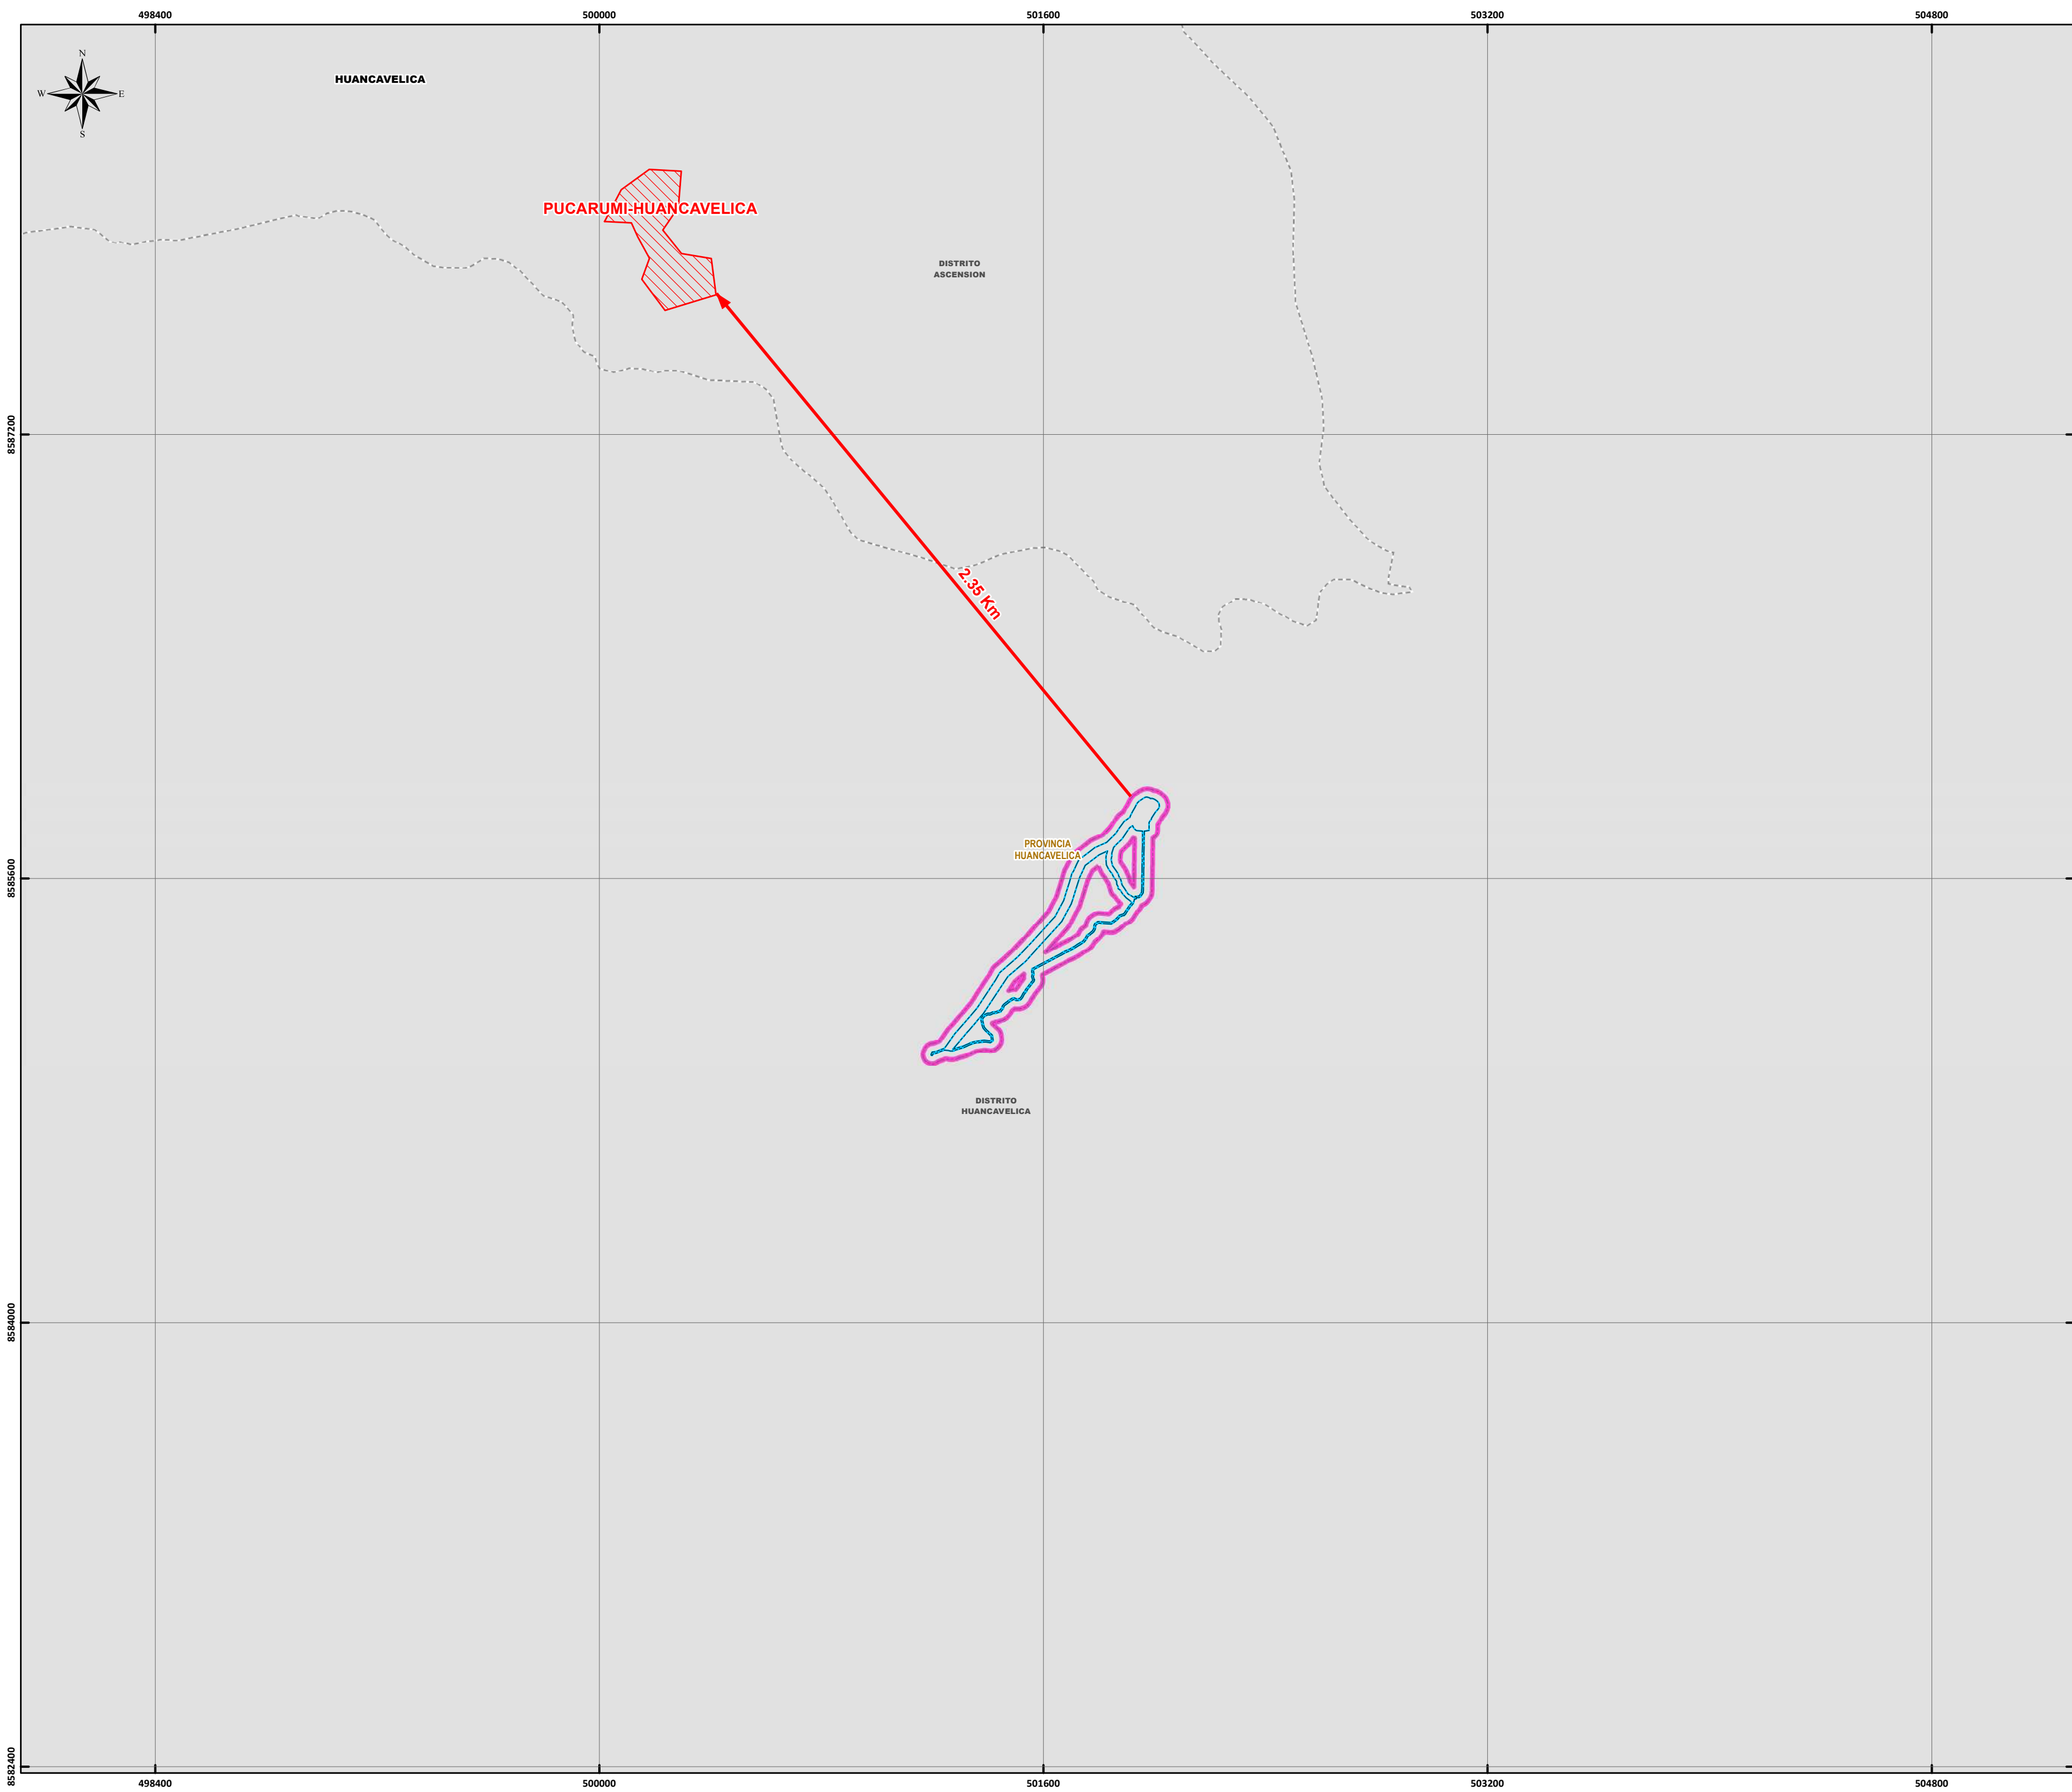 498400 500000 501600 503200 504800
N
W E
S
HUANCAVELICA
PUCARUMI-HUANCAVELICA
DISTRITO
ASCENSION
8587200
2.35 Km
PROVINCIA
HUANCAVELICA
8585600
DISTRITO
HUANCAVELICA
8584000
8582400
498400 500000 501600 503200 504800